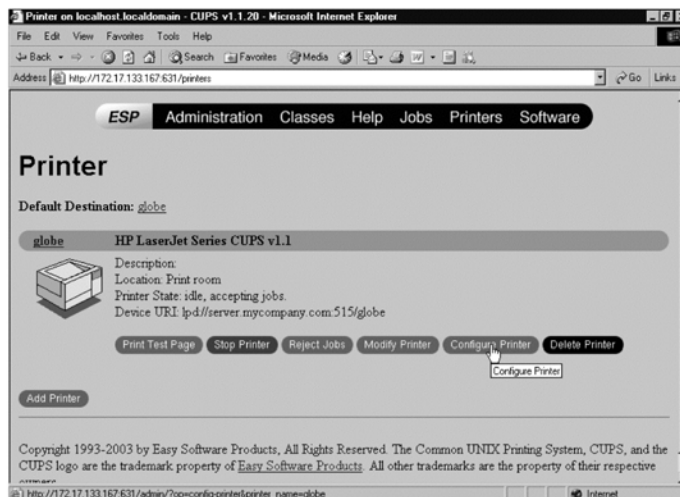 Printer on localhost.localdomain - CUPS v1.1.20 - Microsoft Internet Explorer
File Edit View Favorites Tools Help
Back Search Favorites Media
Address http://172.17.133.167:631/printers Go Links
ESP Administration Classes Help Jobs Printers Software
Printer
Default Destination: globe
globe HP LaserJet Series CUPS v1.1
Description:
Location: Print room
Printer State: idle, accepting jobs.
Device URI: lpd://server.mycompany.com:515/globe
Print Test Page Stop Printer Reject Jobs Modify Printer Configure Printer Delete Printer
Configure Printer
Add Printer
Copyright 1993-2003 by Easy Software Products, All Rights Reserved. The Common UNIX Printing System, CUPS, and the
CUPS logo are the trademark property of Easy Software Products. All other trademarks are the property of their respective
http://172.17.133.167:631/admin/?op=config-printer&printer_name=globe Internet